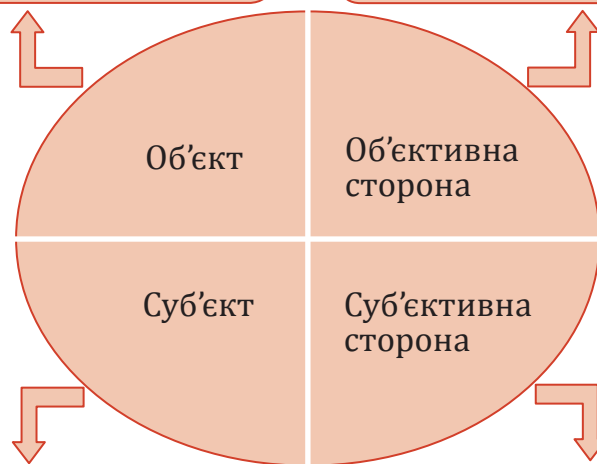 Об’єкт
Об’єктивна
сторона
Суб’єкт
Суб’єктивна
сторона